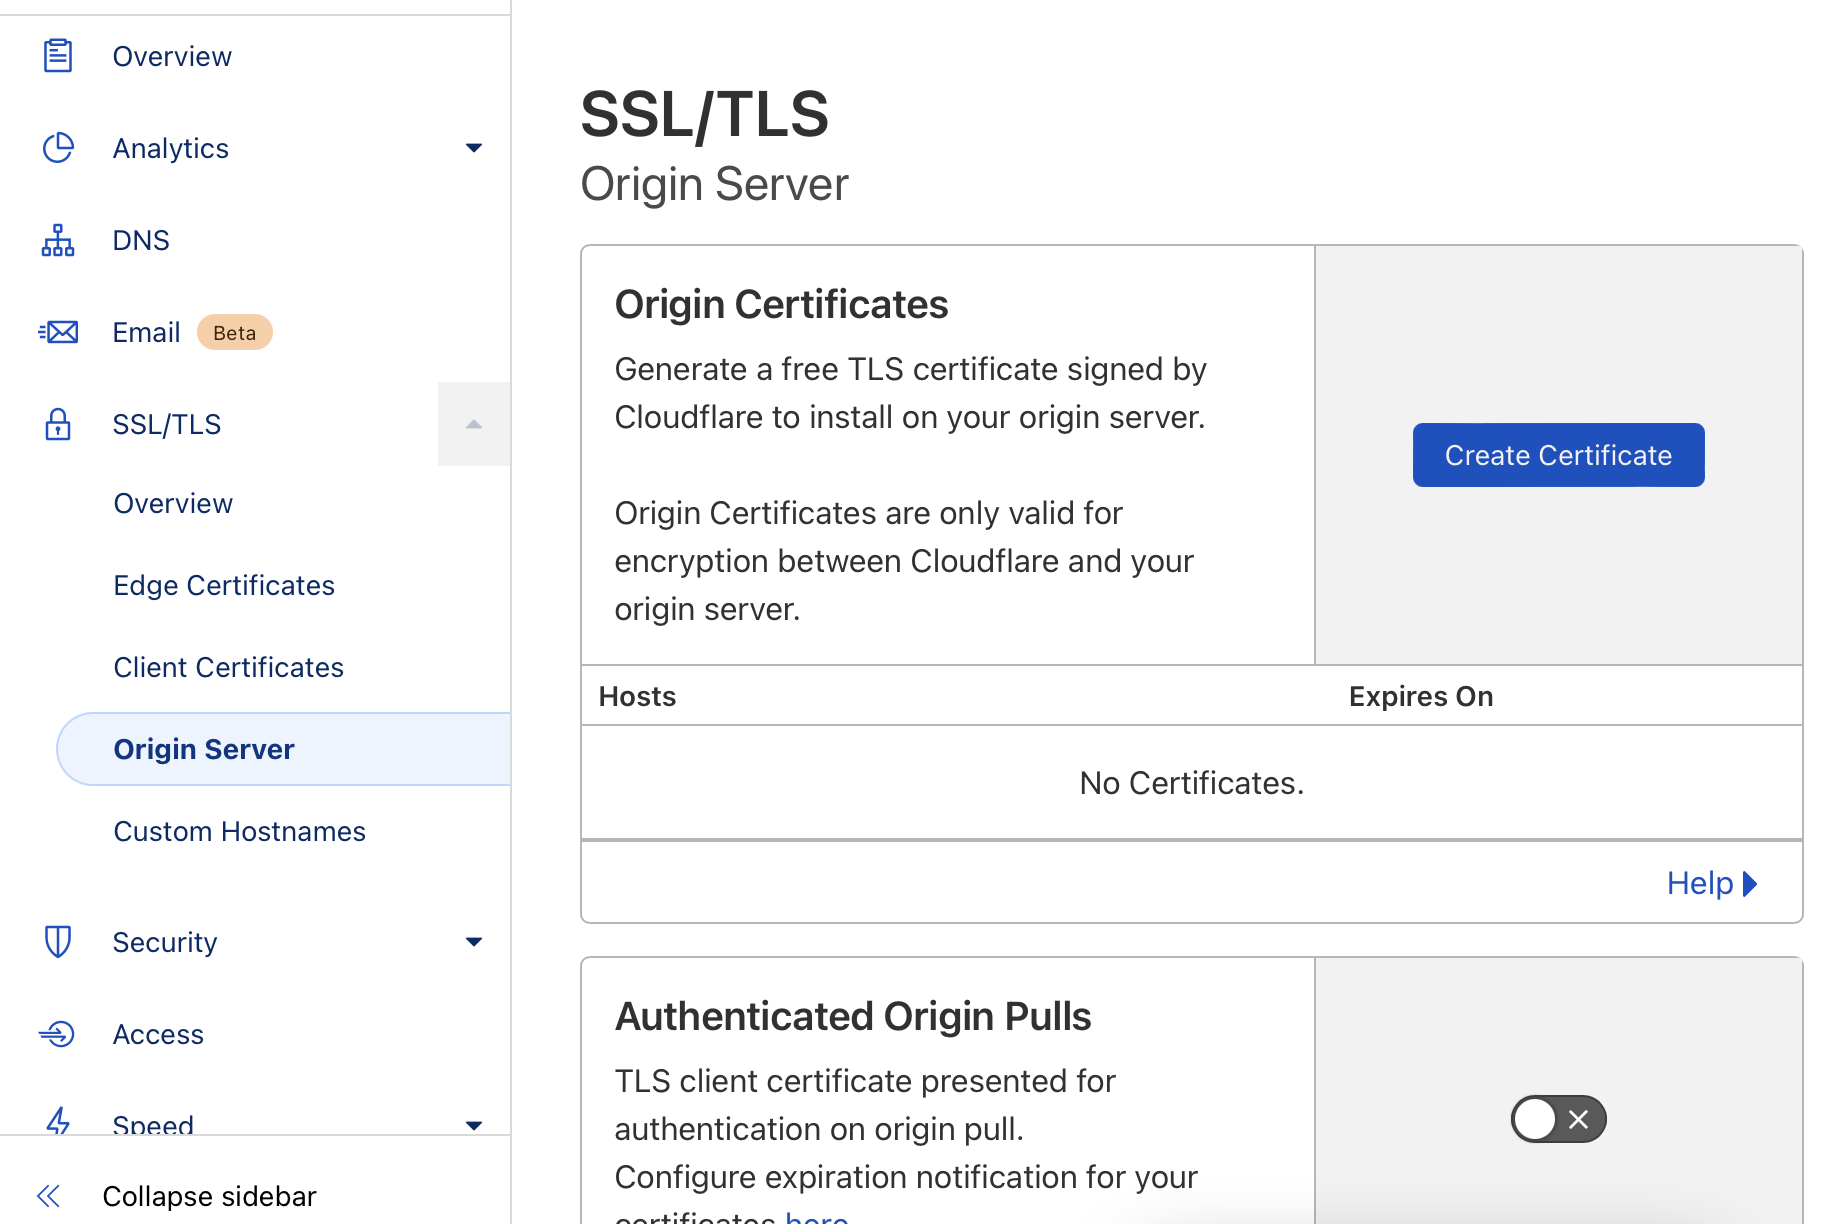 Overview
Analytics
DNS
Email Beta
SSL/TLS
Overview
Edge Certificates
Client Certificates
Origin Server
Custom Hostnames
Security
Access
Speed
Collapse sidebar
SSL/TLS
Origin Server
Origin Certificates
Generate a free TLS certificate signed by
Cloudflare to install on your origin server.
Origin Certificates are only valid for
encryption between Cloudflare and your
origin server.
Create Certificate
Hosts Expires On
No Certificates.
Help
Authenticated Origin Pulls
TLS client certificate presented for
authentication on origin pull.
Configure expiration notification for your
certificates here